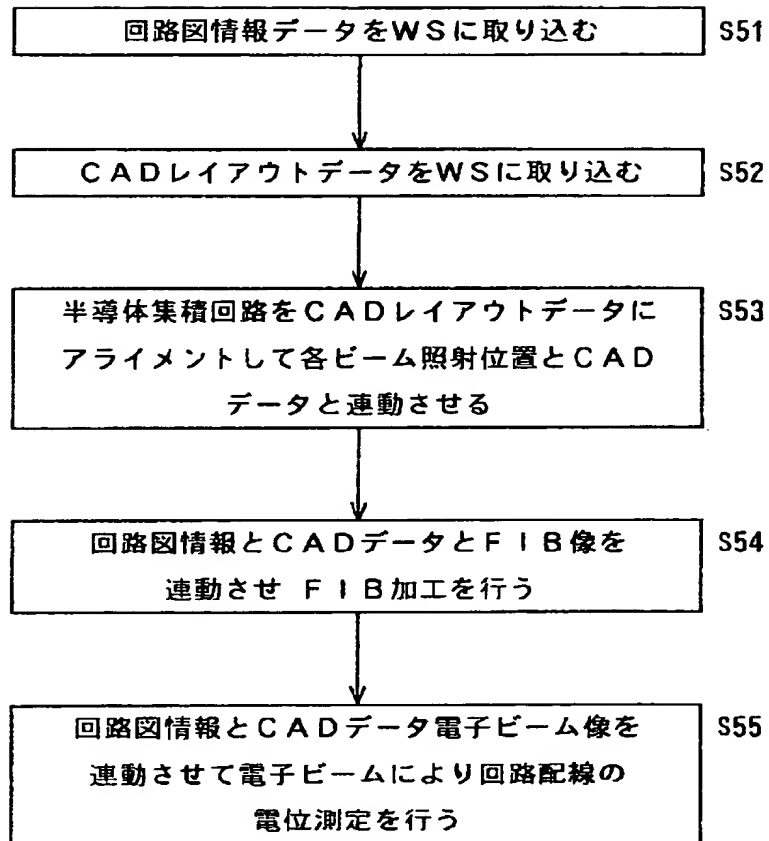 回路図情報データをWSに取り込む S51
CADレイアウトデータをWSに取り込む S52
半導体集積回路をCADレイアウトデータに S53
アライメントして各ビーム照射位置とCAD
データと連動させる
回路図情報とCADデータとFIB像を S54
連動させ FIB加工を行う
回路図情報とCADデータ電子ビーム像を S55
連動させて電子ビームにより回路配線の
電位測定を行う